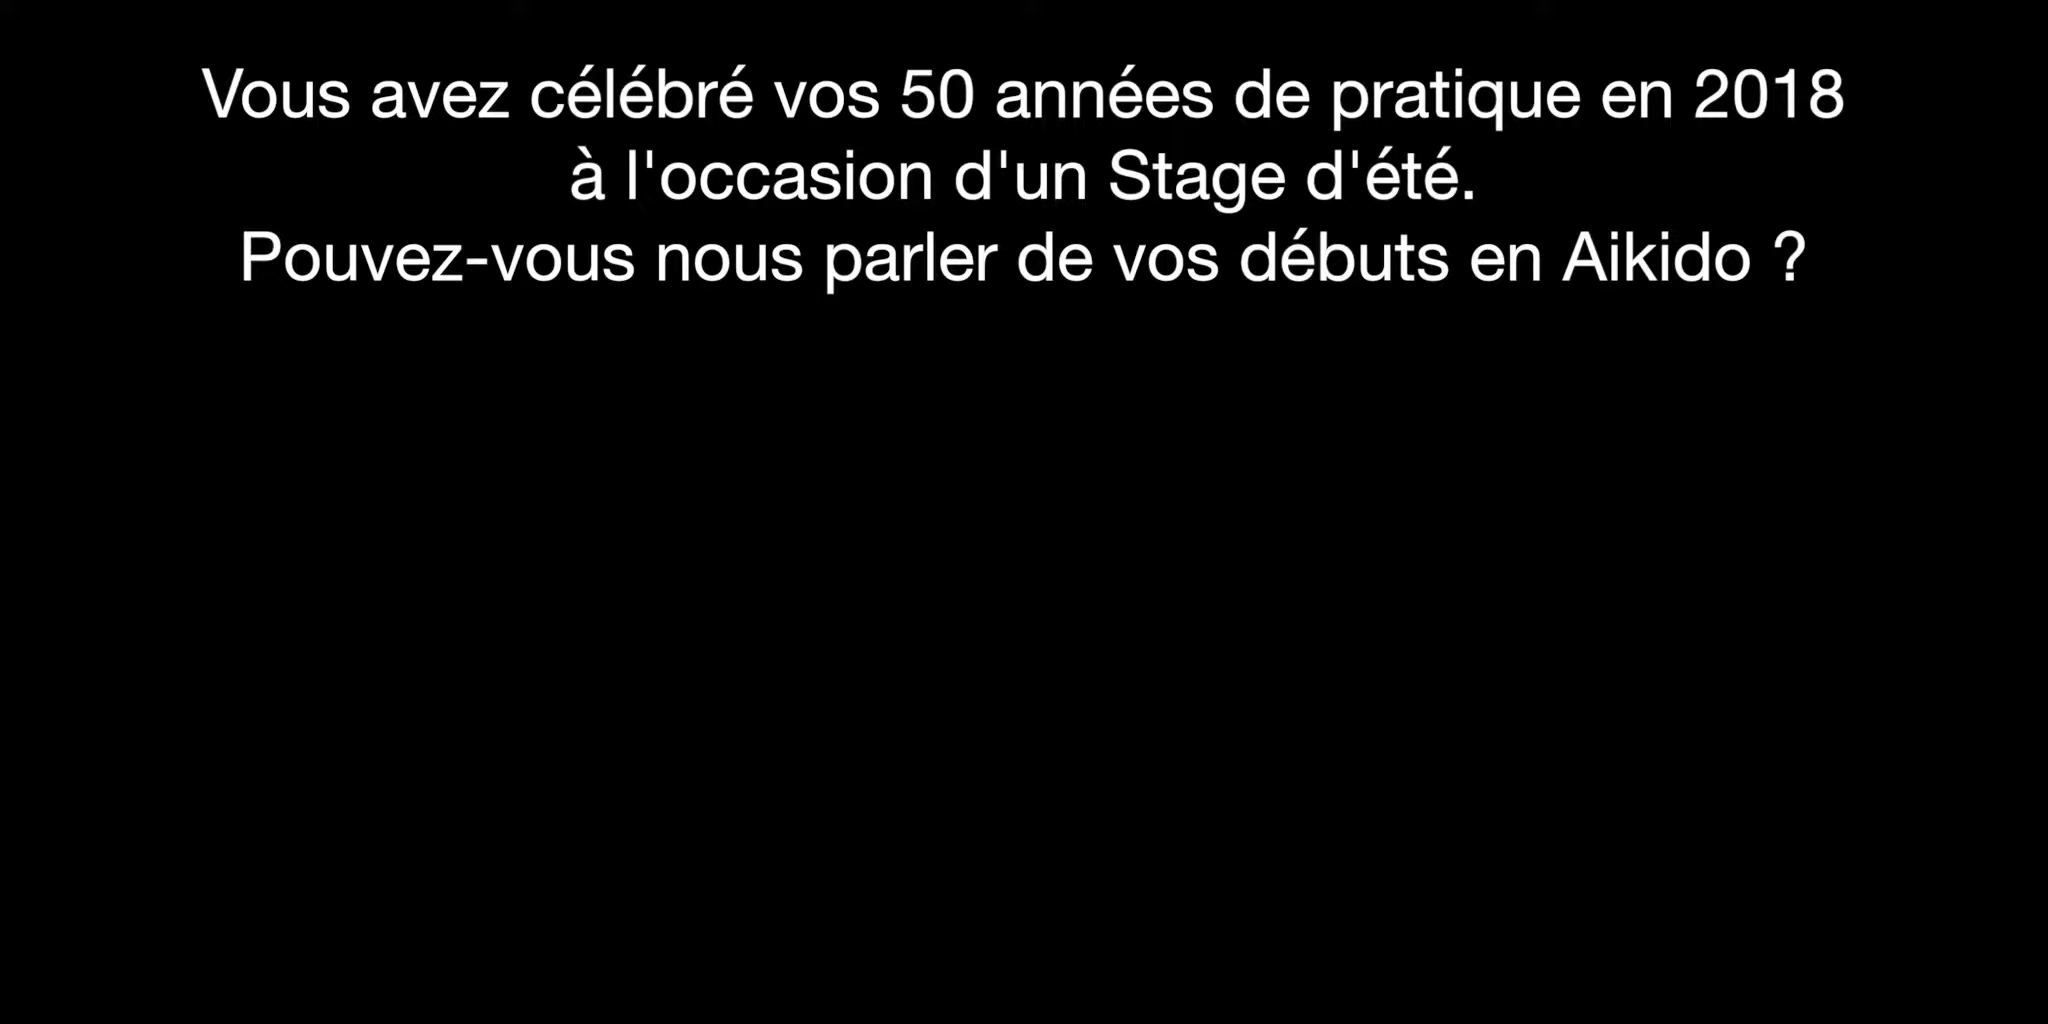 Vous avez célébré vos 50 années de pratique en 2018
à l'occasion d'un Stage d'été.
Pouvez-vous nous parler de vos débuts en Aikido ?